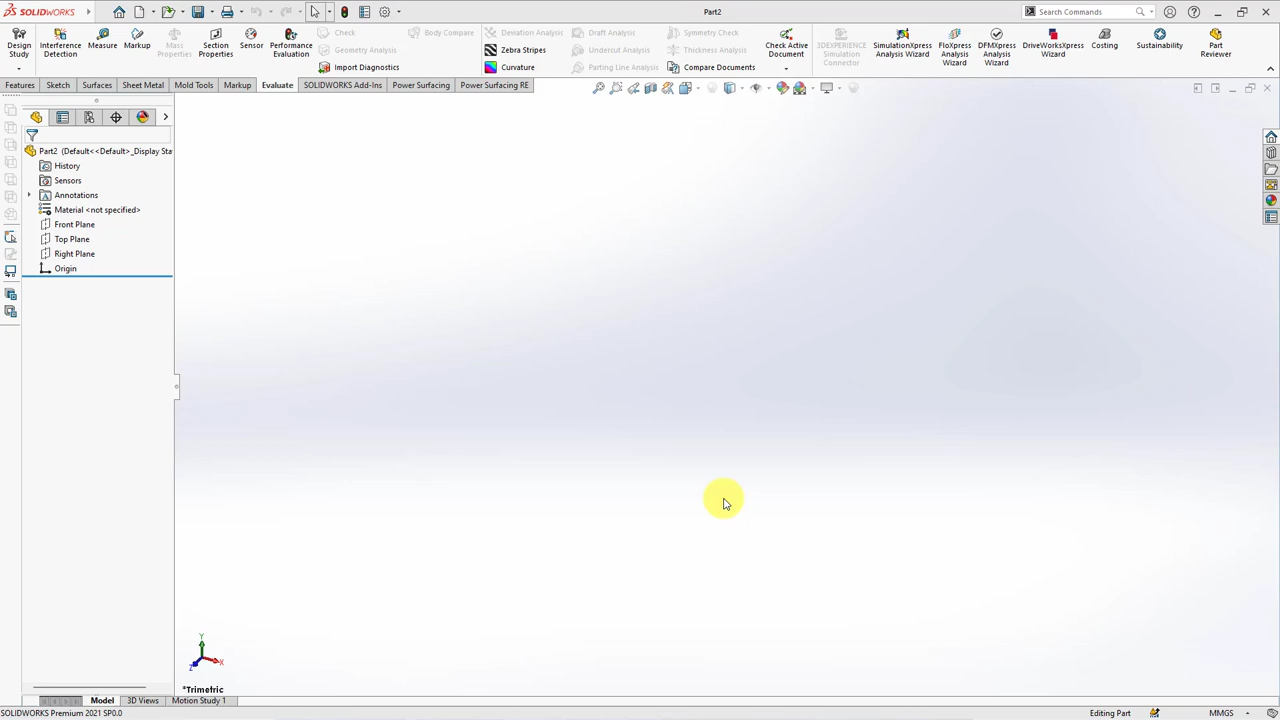 SOLIDWORKS
Part2
Search Commands
Design Study
Interference Detection
Measure
Markup
Mass Properties
Section Properties
Sensor
Performance Evaluation
Check
Geometry Analysis
Import Diagnostics
Body Compare
Deviation Analysis
Zebra Stripes
Curvature
Draft Analysis
Undercut Analysis
Parting Line Analysis
Symmetry Check
Thickness Analysis
Compare Documents
Check Active Document
3DEXPERIENCE Simulation Connector
SimulationXpress Analysis Wizard
FloXpress Analysis Wizard
DFMXpress Analysis Wizard
DriveWorksXpress Wizard
Costing
Sustainability
Part Reviewer
Features
Sketch
Surfaces
Sheet Metal
Mold Tools
Markup
Evaluate
SOLIDWORKS Add-Ins
Power Surfacing
Power Surfacing RE
Part2 (Default<<Default>_Display Sta
History
Sensors
Annotations
Material <not specified>
Front Plane
Top Plane
Right Plane
Origin
Y
X
Z
*Trimetric
Model
3D Views
Motion Study 1
SOLIDWORKS Premium 2021 SP0.0
Editing Part
MMGS